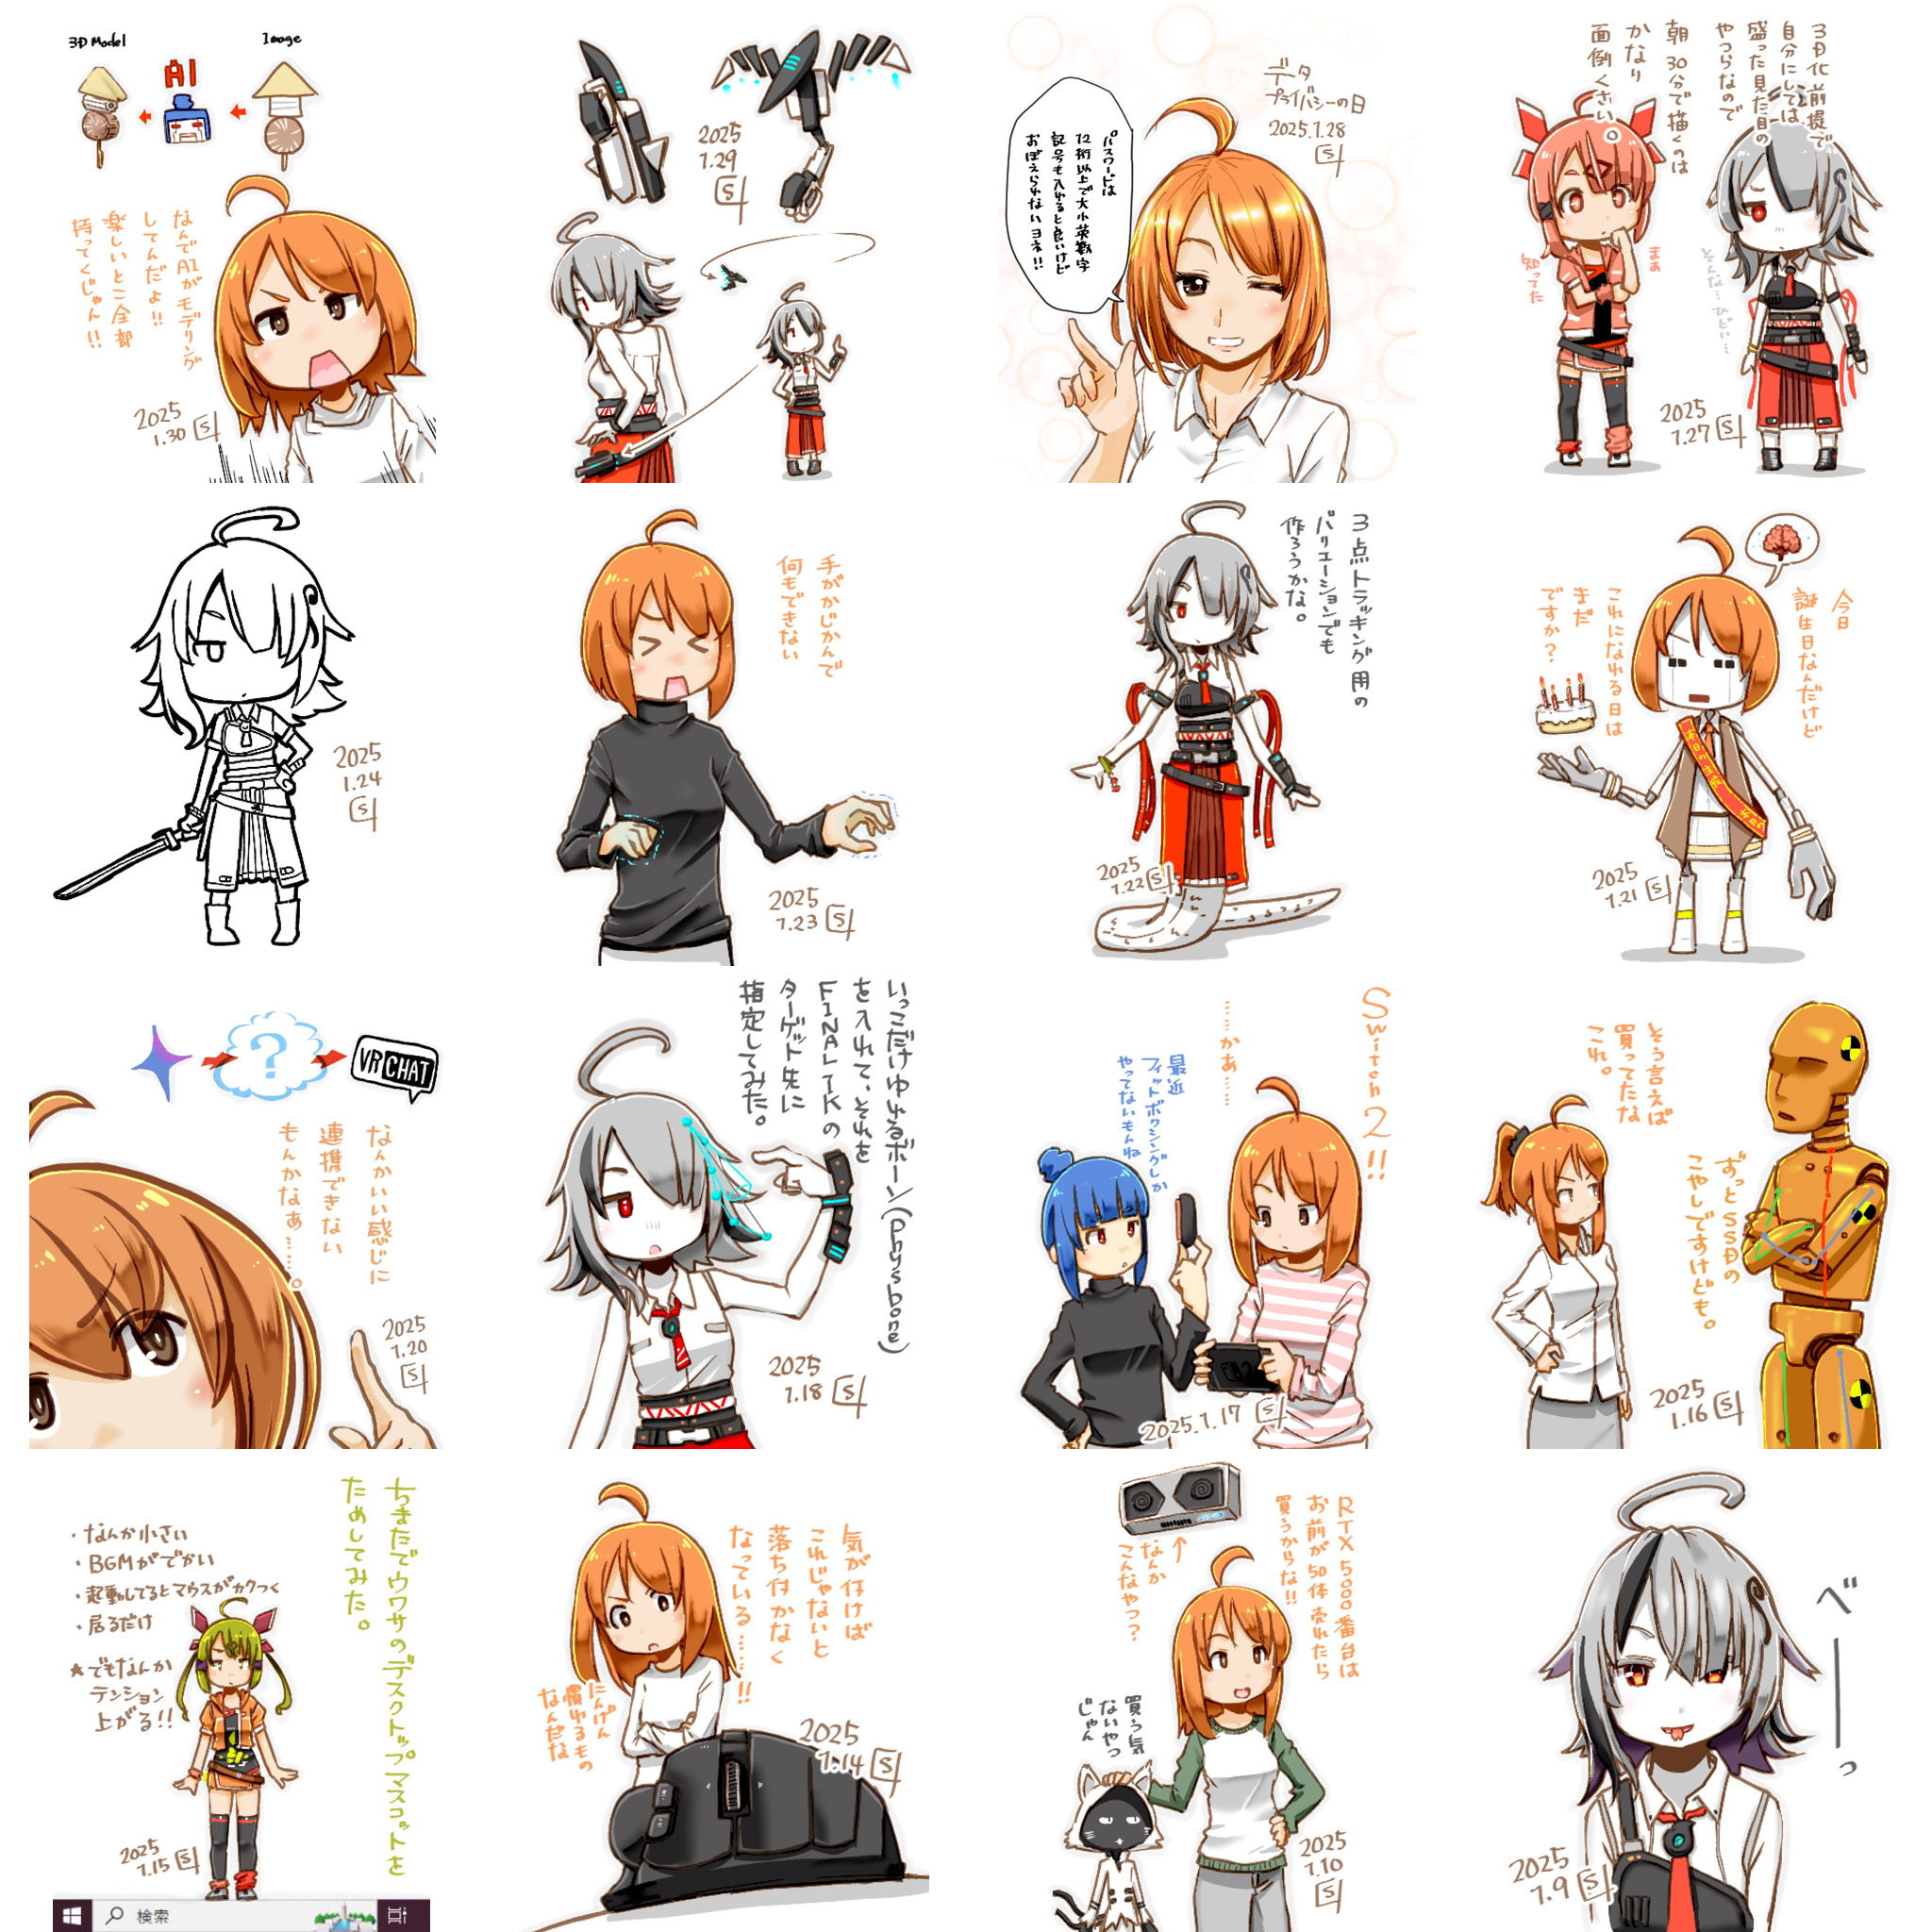 3D Model
Image
AI
なんでAIがモデリング
してんだよ!!
楽しいとこ全部
持ってくじゃん!!
2025
1.30
2025
1.29
データ
プライバシーの日
2025.1.28
パスワードは
12桁以上で大小英数字
記号も入れると良いけど
おぼえられないヨネ!!
3D化前提で
自分にしては
盛った見た目の
やつらなので
朝30分で描くのは
かなり
面倒くさい。
まぁ
知ってた
そんな…ひどい…
2025
1.27
2025
1.24
手がかじかんで
何もできない
2025
1.23
3点トラッキング用の
バリエーションでも
作ろうかな。
2025
1.22
今日
誕生日なんだけど
これになれる日は
まだ
ですか?
2025
1.21
VRCHAT
なんかいい感じに
連携できない
もんかなぁ……。
2025
1.20
いっこだけゆれるボーン(Physbone)
を入れて、それを
FINAL IKの
ターゲット先に
指定してみた。
2025
1.18
Switch2!!
……かあ……
最近
フィットボクシングしか
やってないもんね
2025.1.17
そう言えば
買ってたな
これ。
ずっとSSDの
こやしですけども。
2025
1.16
ちまたでウワサのデスクトップマスコットを
ためしてみた。
・なんか小さい
・BGMがでかい
・起動してるとマウスがカクつく
・居るだけ
★でもなんか
テンション
上がる!!
2025
1.15
検索
気が付けば
これじゃないと
落ち付かなく
なっている……!!
にんげん
慣れるもの
なんだな
2025
1.14
RTX5000番台は
お前が50体売れたら
買うからな!!
なんか
こんなやつ?
買う気
ないやつ
じゃん
2025
1.10
べーっ
2025
1.9